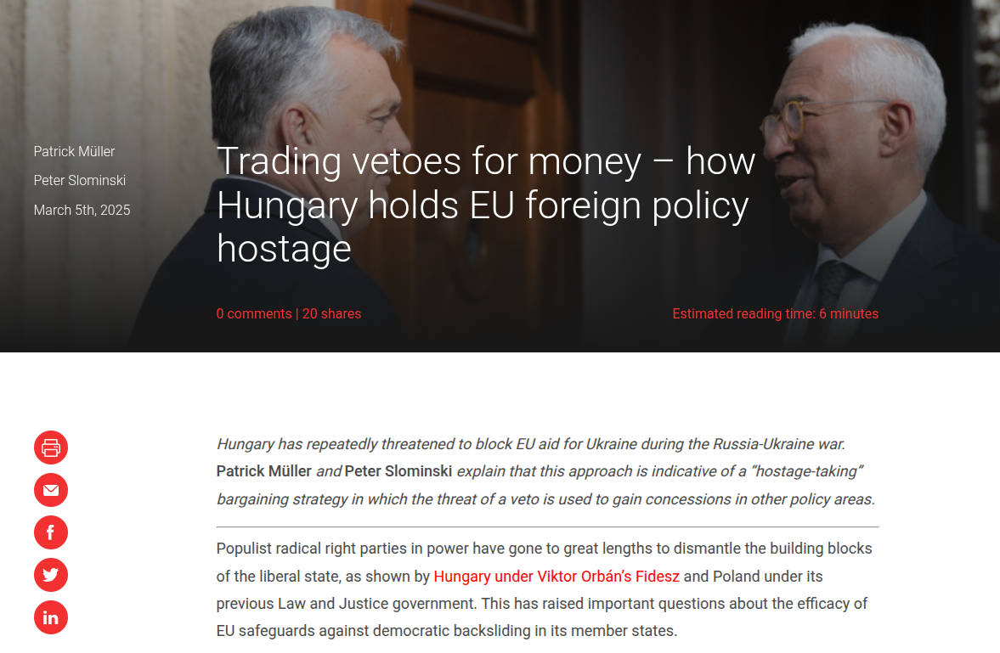 Patrick Müller
Peter Slominski
March 5th, 2025
Trading vetoes for money – how
Hungary holds EU foreign policy
hostage
0 comments | 20 shares
Estimated reading time: 6 minutes
Hungary has repeatedly threatened to block EU aid for Ukraine during the Russia-Ukraine war.
Patrick Müller and Peter Slominski explain that this approach is indicative of a “hostage-taking”
bargaining strategy in which the threat of a veto is used to gain concessions in other policy areas.
Populist radical right parties in power have gone to great lengths to dismantle the building blocks
of the liberal state, as shown by Hungary under Viktor Orbán’s Fidesz and Poland under its
previous Law and Justice government. This has raised important questions about the efficacy of
EU safeguards against democratic backsliding in its member states.